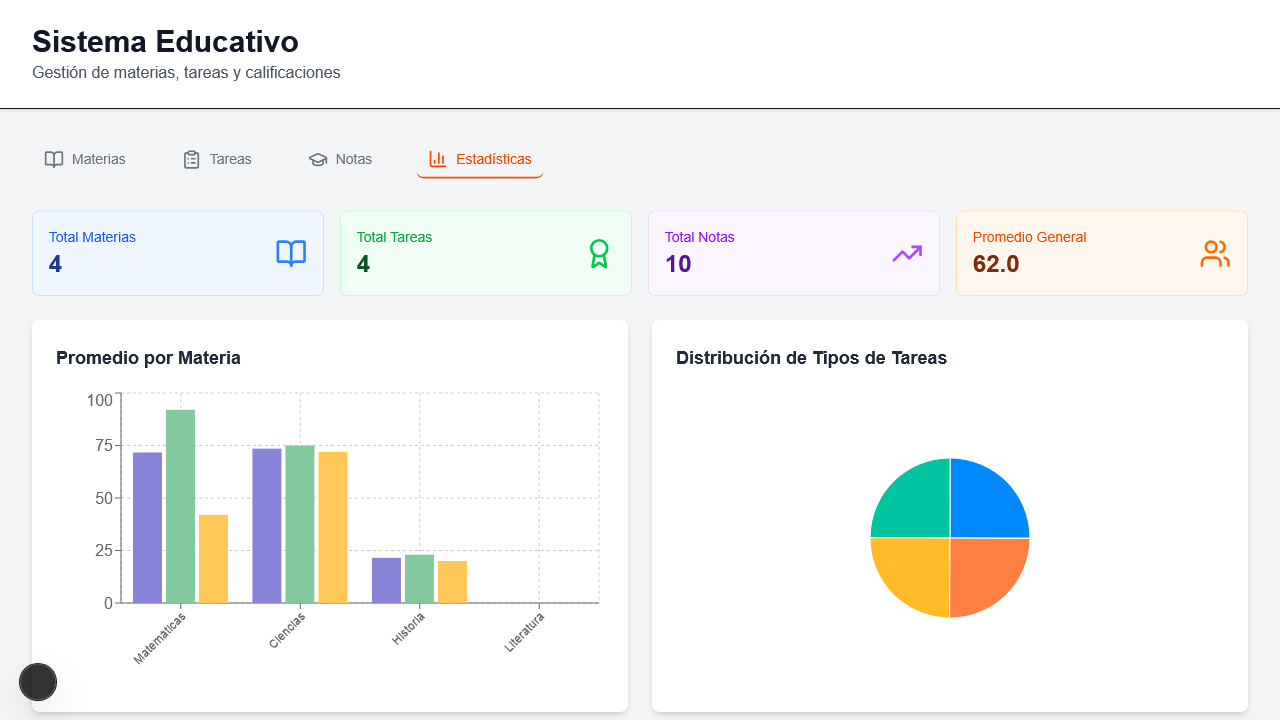 Sistema Educativo
Gestión de materias, tareas y calificaciones
Materias
Tareas
Notas
Estadísticas
Total Materias
4
Total Tareas
4
Total Notas
10
Promedio General
62.0
Promedio por Materia
100
75
50
25
0
Matemáticas
Ciencias
Historia
Literatura
Distribución de Tipos de Tareas